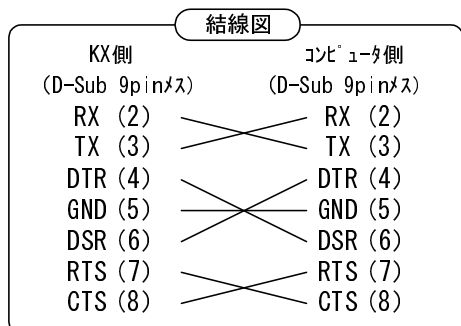 結線図
KX側 ｺﾝﾋﾟｭｰﾀ側
(D-Sub 9pinﾒｽ) (D-Sub 9pinﾒｽ)
RX (2) RX (2)
TX (3) TX (3)
DTR (4) DTR (4)
GND (5) GND (5)
DSR (6) DSR (6)
RTS (7) RTS (7)
CTS (8) CTS (8)